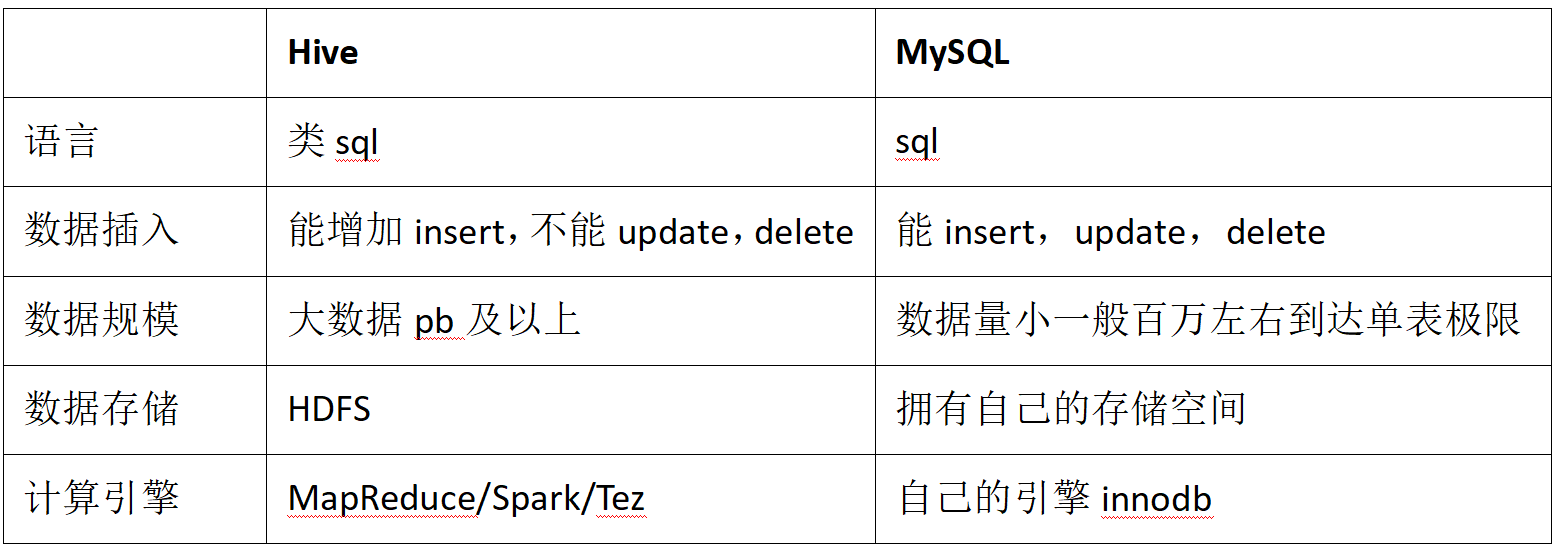 Hive MySQL
语言 类 sql sql
数据插入 能增加 insert，不能 update，delete 能 insert，update，delete
数据规模 大数据 pb 及以上 数据量小一般百万左右到达单表极限
数据存储 HDFS 拥有自己的存储空间
计算引擎 MapReduce/Spark/Tez 自己的引擎 innodb